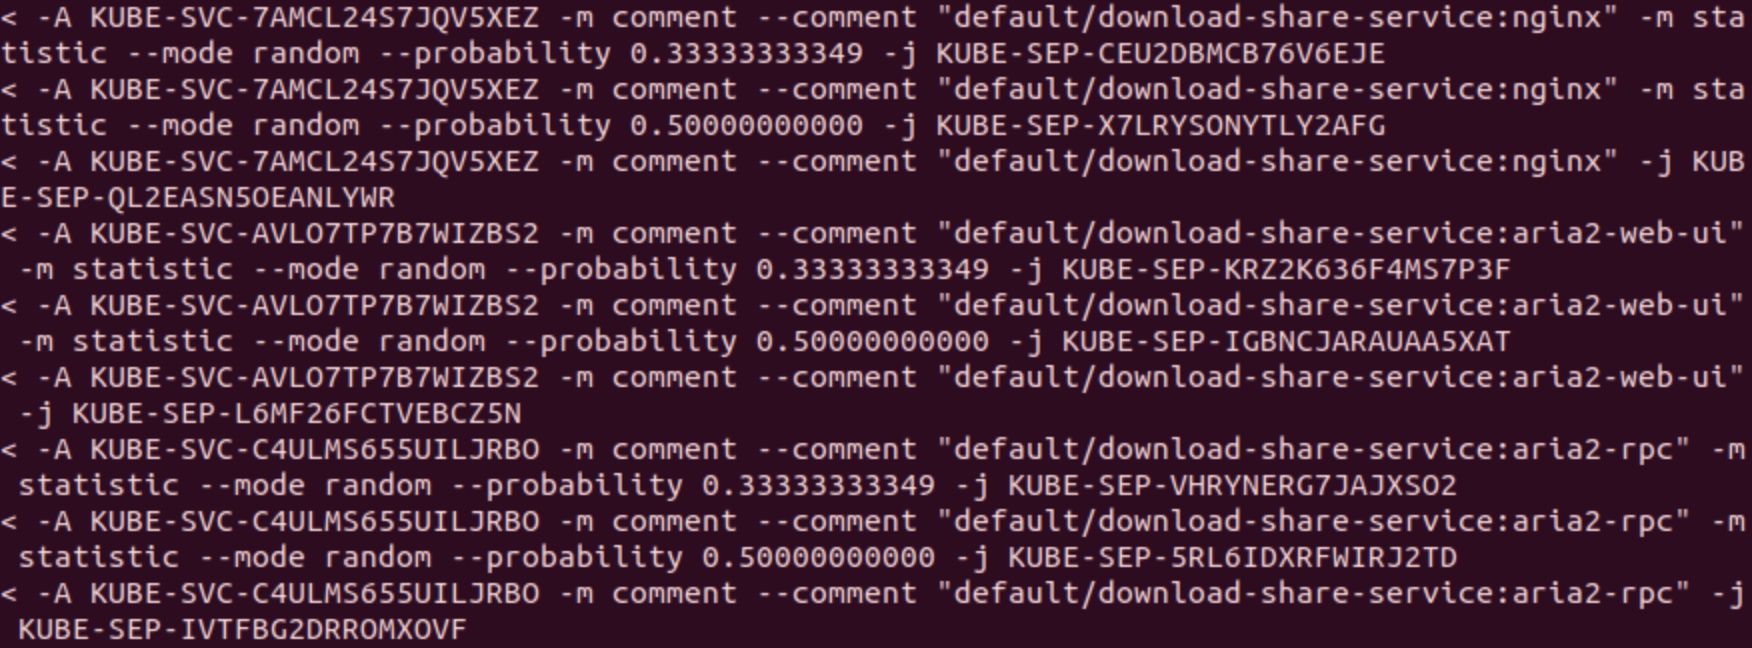 < -A KUBE-SVC-7AMCL24S7JQV5XEZ -m comment --comment "default/download-share-service:nginx" -m sta
tistic --mode random --probability 0.33333333349 -j KUBE-SEP-CEU2DBMCB76V6EJE
< -A KUBE-SVC-7AMCL24S7JQV5XEZ -m comment --comment "default/download-share-service:nginx" -m sta
tistic --mode random --probability 0.50000000000 -j KUBE-SEP-X7LRYSONYTLY2AFG
< -A KUBE-SVC-7AMCL24S7JQV5XEZ -m comment --comment "default/download-share-service:nginx" -j KUB
E-SEP-QL2EASN5OEANLYWR
< -A KUBE-SVC-AVLO7TP7B7WIZBS2 -m comment --comment "default/download-share-service:aria2-web-ui"
 -m statistic --mode random --probability 0.33333333349 -j KUBE-SEP-KRZ2K636F4MS7P3F
< -A KUBE-SVC-AVLO7TP7B7WIZBS2 -m comment --comment "default/download-share-service:aria2-web-ui"
 -m statistic --mode random --probability 0.50000000000 -j KUBE-SEP-IGBNCJARAUAA5XAT
< -A KUBE-SVC-AVLO7TP7B7WIZBS2 -m comment --comment "default/download-share-service:aria2-web-ui"
 -j KUBE-SEP-L6MF26FCTVEBCZ5N
< -A KUBE-SVC-C4ULMS655UILJRBO -m comment --comment "default/download-share-service:aria2-rpc" -m
 statistic --mode random --probability 0.33333333349 -j KUBE-SEP-VHRYNERG7JAJXSO2
< -A KUBE-SVC-C4ULMS655UILJRBO -m comment --comment "default/download-share-service:aria2-rpc" -m
 statistic --mode random --probability 0.50000000000 -j KUBE-SEP-5RL6IDXRFWIRJ2TD
< -A KUBE-SVC-C4ULMS655UILJRBO -m comment --comment "default/download-share-service:aria2-rpc" -j
 KUBE-SEP-IVTFBG2DRROMXOVF